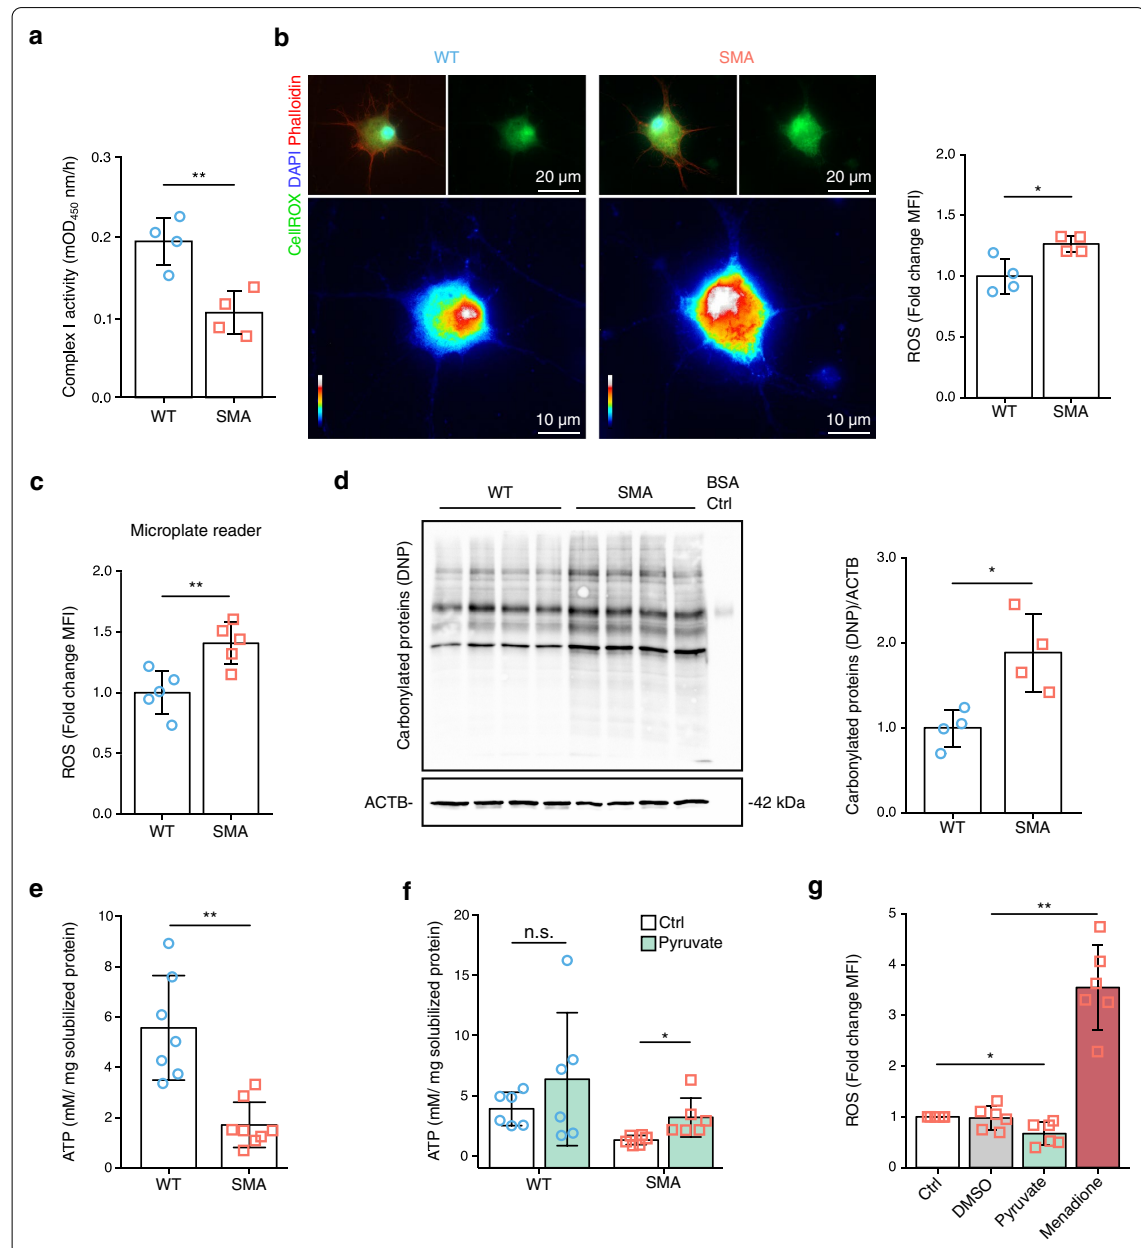 a
Complex I activity (mOD450 nm/h)
0.3
0.2
0.1
0.0
**
WT
SMA
b
WT
SMA
CellROX DAPI Phalloidin
20 µm
20 µm
10 µm
10 µm
ROS (Fold change MFI)
2.0
1.5
1.0
0.5
0.0
*
WT
SMA
c
Microplate reader
ROS (Fold change MFI)
2.0
1.5
1.0
0.5
0.0
**
WT
SMA
d
WT
SMA
BSA
Ctrl
Carbonylated proteins (DNP)
ACTB-
-42 kDa
Carbonylated proteins (DNP)/ACTB
3.0
2.0
1.0
0.0
*
WT
SMA
e
ATP (mM/ mg solubilized protein)
10
8
6
4
2
0
**
WT
SMA
f
ATP (mM/ mg solubilized protein)
20
15
10
5
0
n.s.
*
Ctrl
Pyruvate
WT
SMA
g
ROS (Fold change MFI)
5
4
3
2
1
0
**
*
Ctrl
DMSO
Pyruvate
Menadione